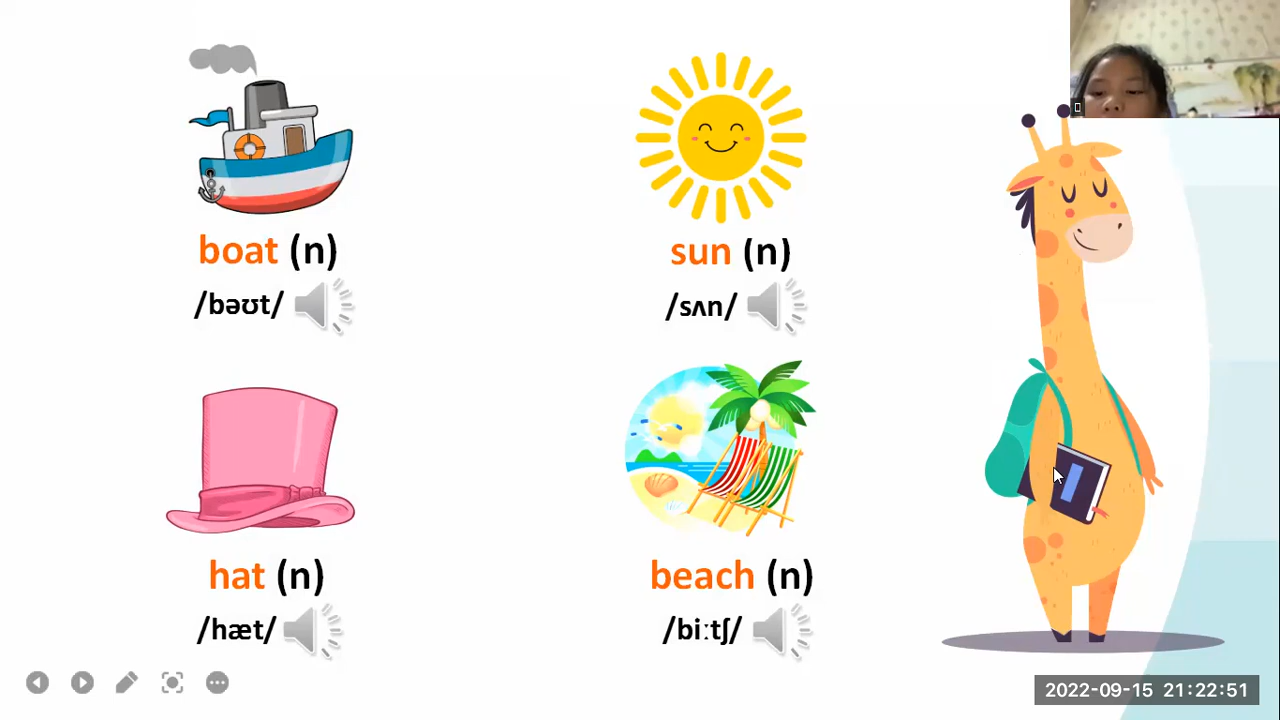 boat (n)
/bəʊt/
sun (n)
/sʌn/
hat (n)
/hæt/
beach (n)
/biːtʃ/
2022-09-15 21:22:51